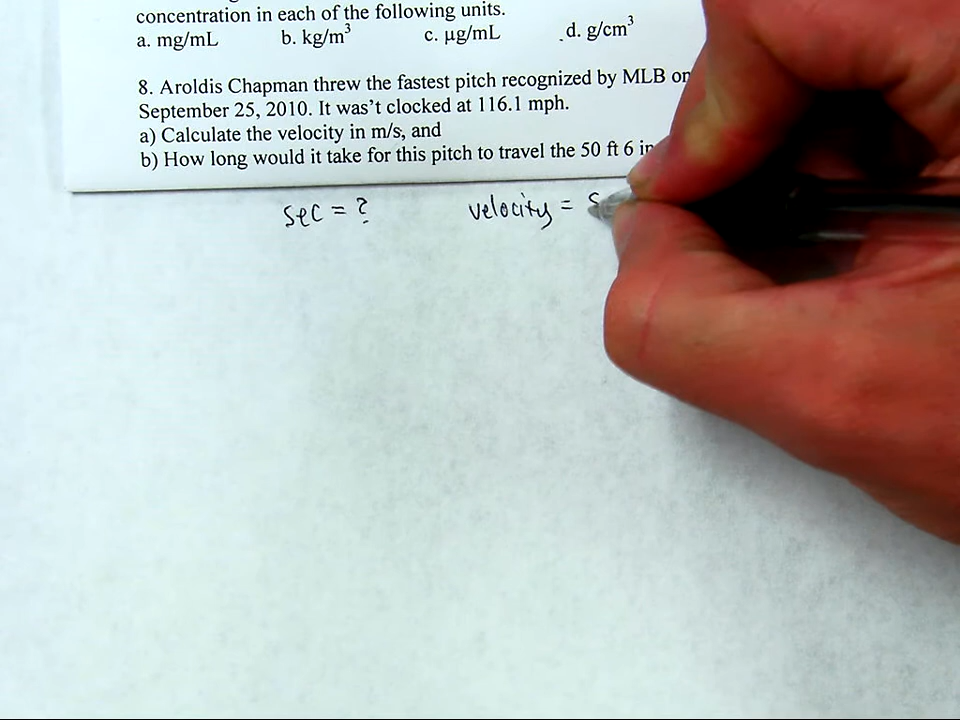 concentration in each of the following units.
a. mg/mL b. kg/m³ c. µg/mL d. g/cm³
8. Aroldis Chapman threw the fastest pitch recognized by MLB on
September 25, 2010. It was't clocked at 116.1 mph.
a) Calculate the velocity in m/s, and
b) How long would it take for this pitch to travel the 50 ft 6 in
sec = ? velocity = s